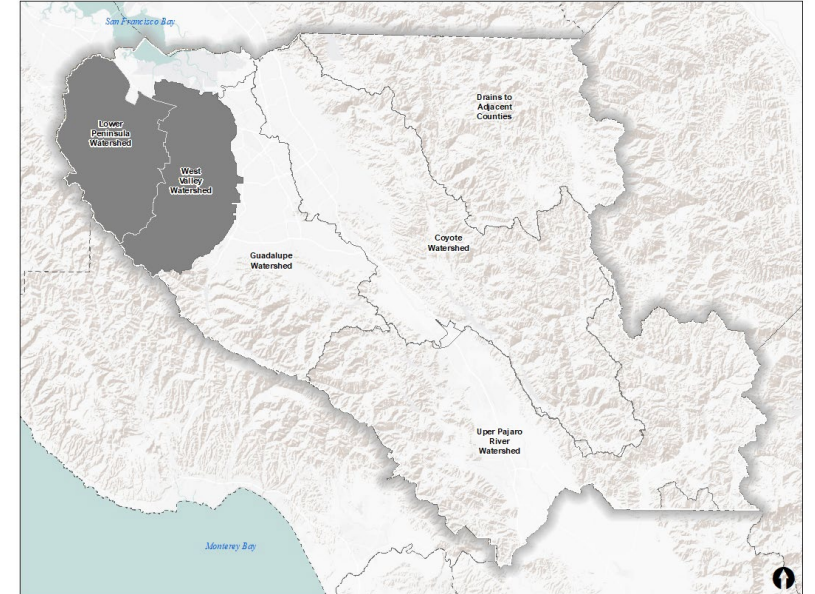 San Francisco Bay
Drains to
Adjacent
Counties
Lower
Peninsula
Watershed
West
Valley
Watershed
Coyote
Watershed
Guadalupe
Watershed
Uper Pajaro
River
Watershed
Monterey Bay